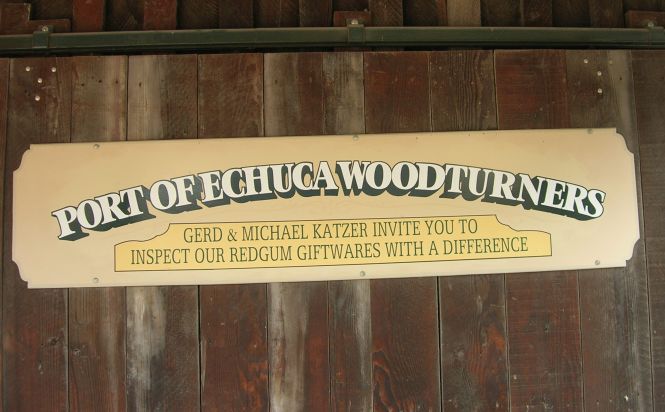 PORT OF ECHUCA WOODTURNERS
GERD & MICHAEL KATZER INVITE YOU TO
INSPECT OUR REDGUM GIFTWARES WITH A DIFFERENCE